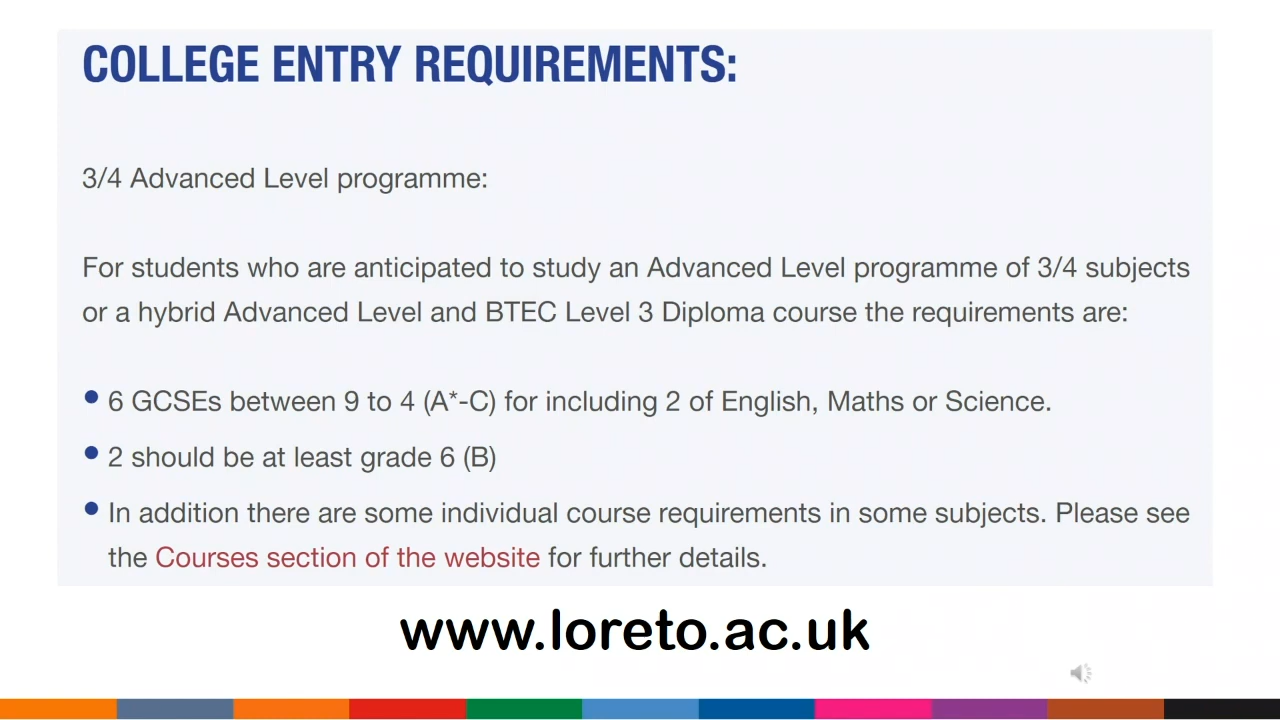 COLLEGE ENTRY REQUIREMENTS:
3/4 Advanced Level programme:
For students who are anticipated to study an Advanced Level programme of 3/4 subjects
or a hybrid Advanced Level and BTEC Level 3 Diploma course the requirements are:
• 6 GCSEs between 9 to 4 (A*-C) for including 2 of English, Maths or Science.
• 2 should be at least grade 6 (B)
• In addition there are some individual course requirements in some subjects. Please see
the Courses section of the website for further details.
www.loreto.ac.uk